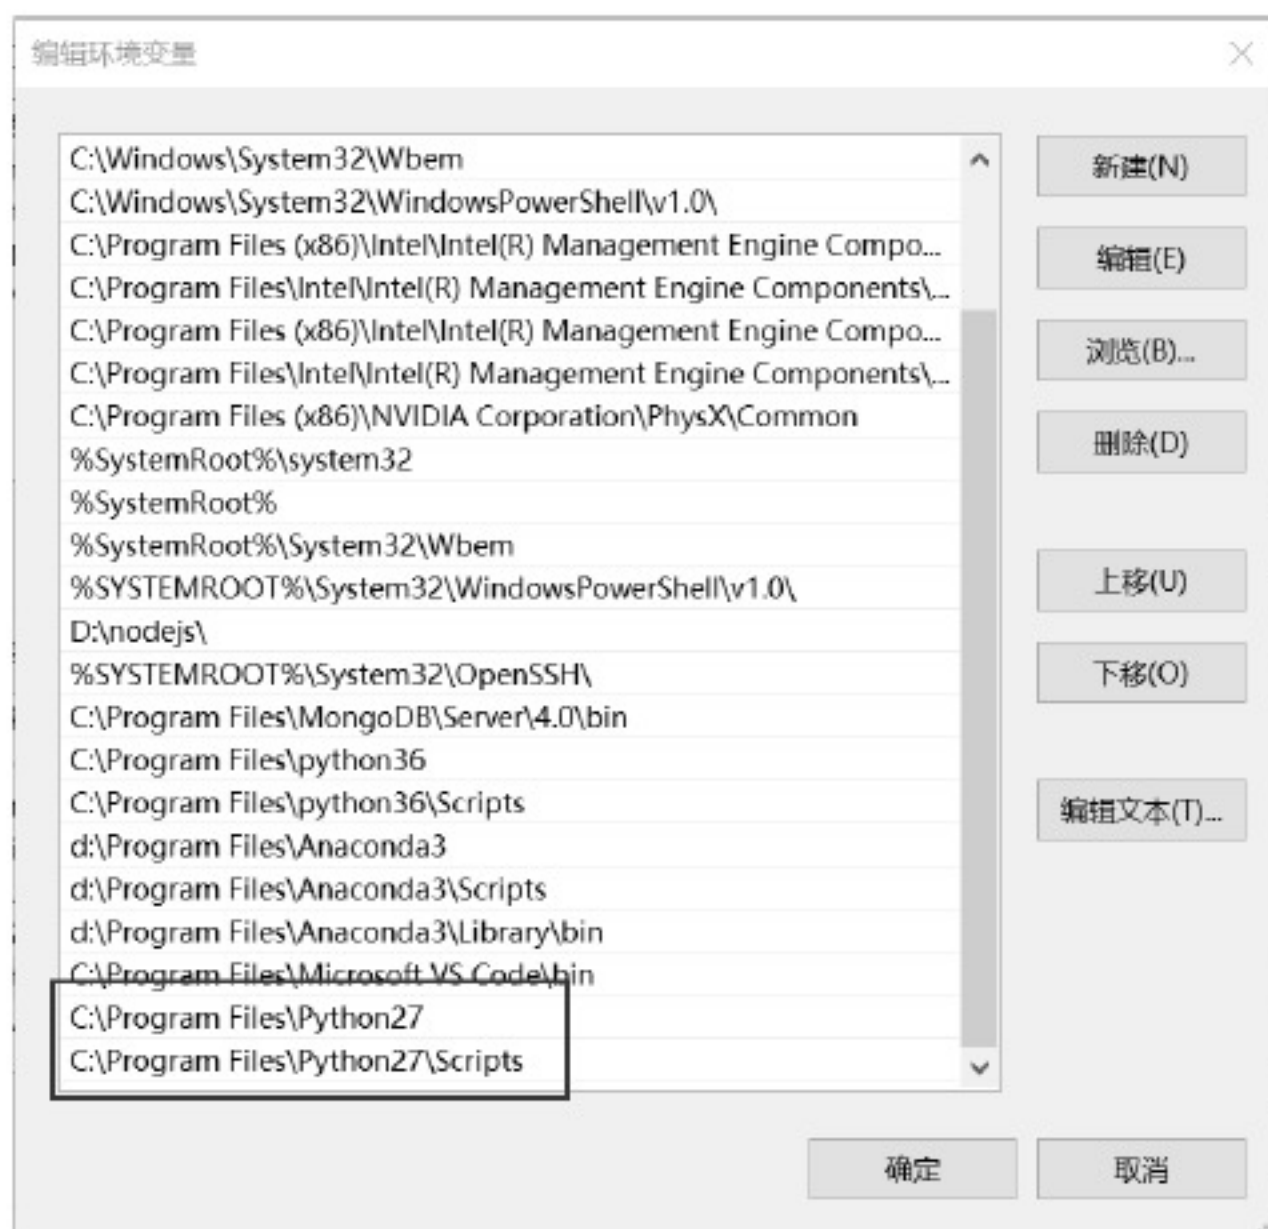 编辑环境变量
C:\Windows\System32\Wbem
C:\Windows\System32\WindowsPowerShell\v1.0\
C:\Program Files (x86)\Intel\Intel(R) Management Engine Compo...
C:\Program Files\Intel\Intel(R) Management Engine Components\...
C:\Program Files (x86)\Intel\Intel(R) Management Engine Compo...
C:\Program Files\Intel\Intel(R) Management Engine Components\...
C:\Program Files (x86)\NVIDIA Corporation\PhysX\Common
%SystemRoot%\system32
%SystemRoot%
%SystemRoot%\System32\Wbem
%SYSTEMROOT%\System32\WindowsPowerShell\v1.0\
D:\nodejs\
%SYSTEMROOT%\System32\OpenSSH\
C:\Program Files\MongoDB\Server\4.0\bin
C:\Program Files\python36
C:\Program Files\python36\Scripts
d:\Program Files\Anaconda3
d:\Program Files\Anaconda3\Scripts
d:\Program Files\Anaconda3\Library\bin
C:\Program Files\Microsoft VS Code\bin
C:\Program Files\Python27
C:\Program Files\Python27\Scripts
新建(N)
编辑(E)
浏览(B)...
删除(D)
上移(U)
下移(O)
编辑文本(T)...
确定
取消